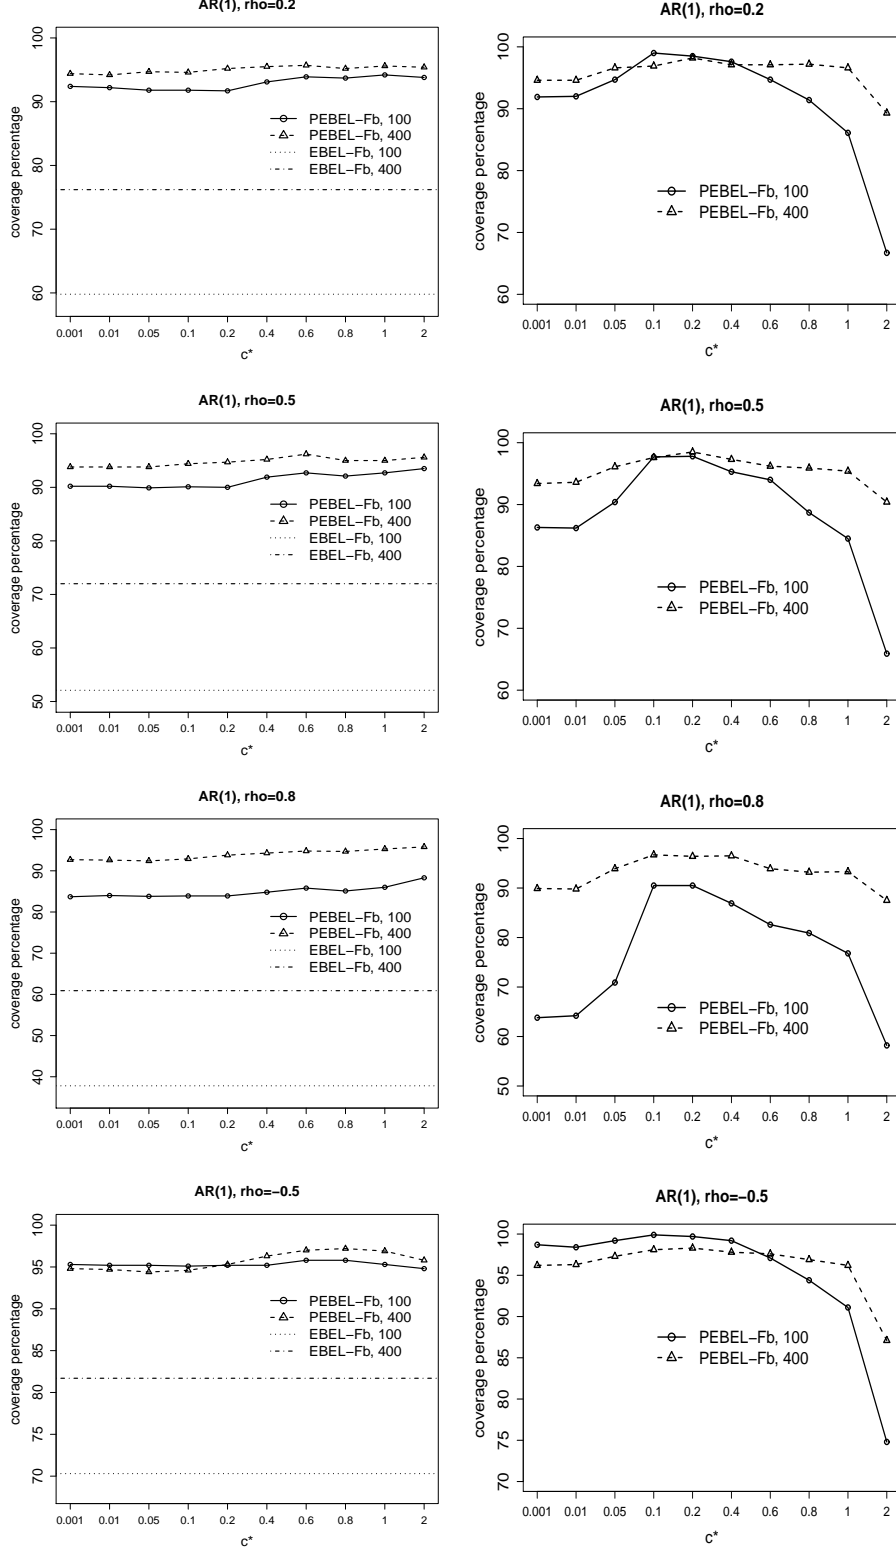 AR(1), rho=0.2
coverage percentage
100
90
80
70
60
PEBEL−Fb, 100
PEBEL−Fb, 400
EBEL−Fb, 100
EBEL−Fb, 400
0.001 0.01 0.05 0.1 0.2 0.4 0.6 0.8 1 2
c*
AR(1), rho=0.2
coverage percentage
100
90
80
70
60
PEBEL−Fb, 100
PEBEL−Fb, 400
0.001 0.01 0.05 0.1 0.2 0.4 0.6 0.8 1 2
c*
AR(1), rho=0.5
coverage percentage
100
90
80
70
60
50
PEBEL−Fb, 100
PEBEL−Fb, 400
EBEL−Fb, 100
EBEL−Fb, 400
0.001 0.01 0.05 0.1 0.2 0.4 0.6 0.8 1 2
c*
AR(1), rho=0.5
coverage percentage
100
90
80
70
60
PEBEL−Fb, 100
PEBEL−Fb, 400
0.001 0.01 0.05 0.1 0.2 0.4 0.6 0.8 1 2
c*
AR(1), rho=0.8
coverage percentage
100
90
80
70
60
50
40
PEBEL−Fb, 100
PEBEL−Fb, 400
EBEL−Fb, 100
EBEL−Fb, 400
0.001 0.01 0.05 0.1 0.2 0.4 0.6 0.8 1 2
c*
AR(1), rho=0.8
coverage percentage
100
90
80
70
60
50
PEBEL−Fb, 100
PEBEL−Fb, 400
0.001 0.01 0.05 0.1 0.2 0.4 0.6 0.8 1 2
c*
AR(1), rho=−0.5
coverage percentage
100
95
90
85
80
75
70
PEBEL−Fb, 100
PEBEL−Fb, 400
EBEL−Fb, 100
EBEL−Fb, 400
0.001 0.01 0.05 0.1 0.2 0.4 0.6 0.8 1 2
c*
AR(1), rho=−0.5
coverage percentage
100
95
90
85
80
75
70
PEBEL−Fb, 100
PEBEL−Fb, 400
0.001 0.01 0.05 0.1 0.2 0.4 0.6 0.8 1 2
c*